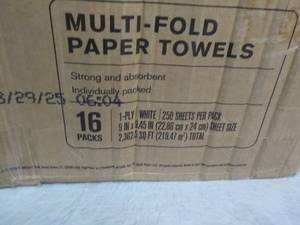 MULTI-FOLD
PAPER TOWELS
Strong and absorbent
Individually packed
/29/25 06:04
16
PACKS
1-PLY WHITE | 250 SHEETS PER PACK
9 IN x 9.45 IN (22.86 cm x 24 cm) SHEET SIZE
SQ FT (219.47 m²) TOTAL